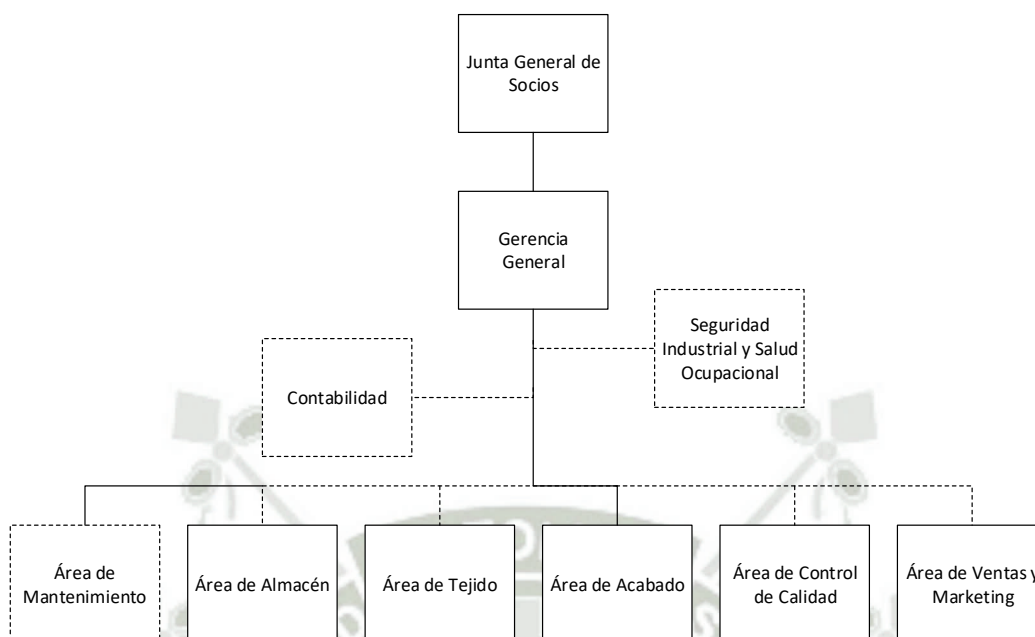 Junta General de
Socios
Gerencia
General
Seguridad
Industrial y Salud
Ocupacional
Contabilidad
Área de
Mantenimiento
Área de Almacén
Área de Tejido
Área de Acabado
Área de Control
de Calidad
Área de Ventas y
Marketing